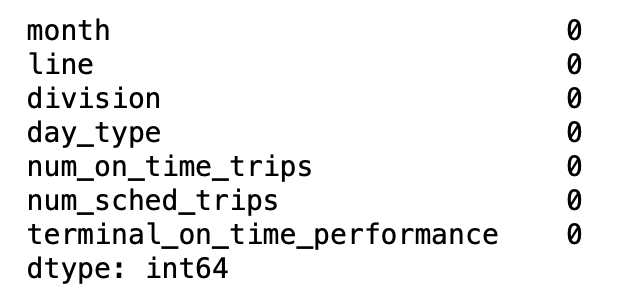 month 0
line 0
division 0
day_type 0
num_on_time_trips 0
num_sched_trips 0
terminal_on_time_performance 0
dtype: int64